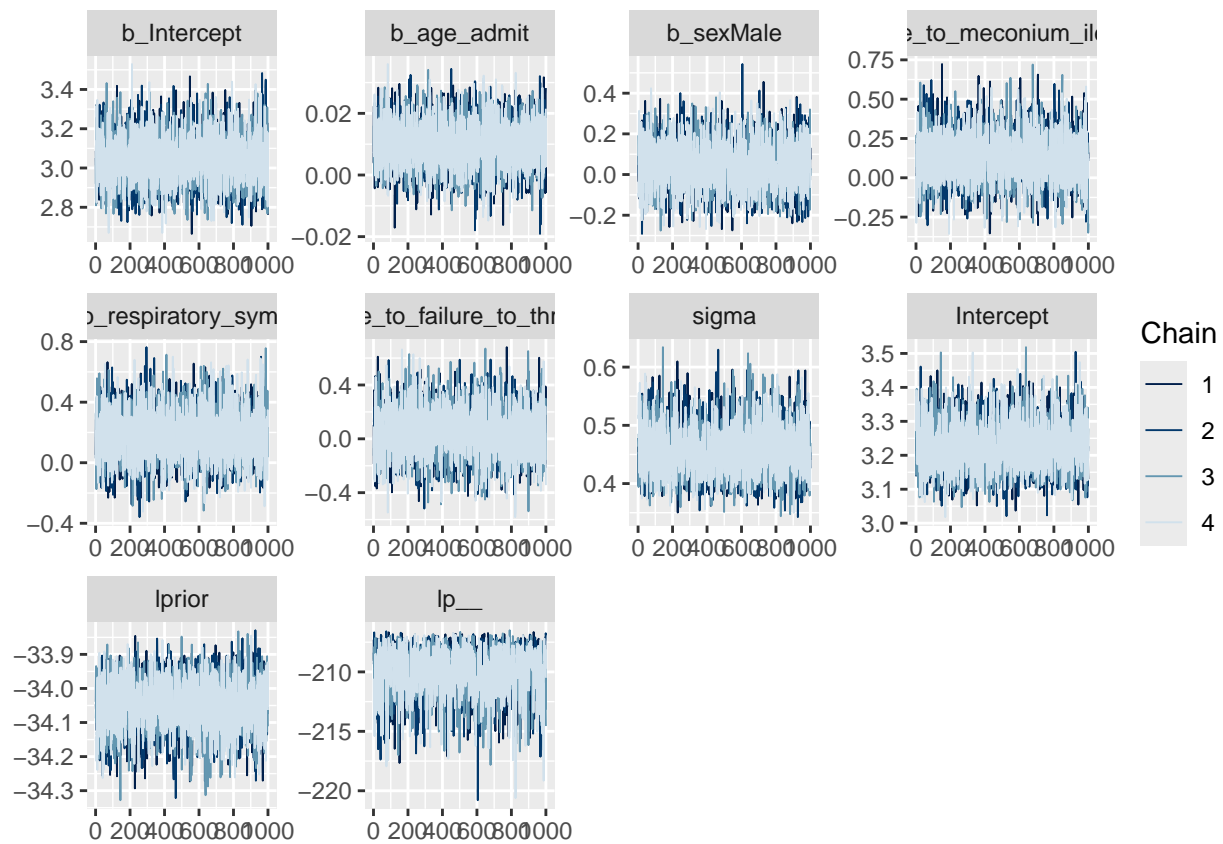 b_Intercept
b_age_admit
b_sexMale
e_to_meconium_ile
3.4
3.2
3.0
2.8
0.02
0.00
−0.02
0.4
0.2
0.0
−0.2
0.75
0.50
0.25
0.00
−0.25
0 200 400 600 800 1000
0 200 400 600 800 1000
0 200 400 600 800 1000
0 200 400 600 800 1000
o_respiratory_sym
e_to_failure_to_thr
sigma
Intercept
0.8
0.4
0.0
−0.4
0.4
0.0
−0.4
0.6
0.5
0.4
3.5
3.4
3.3
3.2
3.1
3.0
0 200 400 600 800 1000
0 200 400 600 800 1000
0 200 400 600 800 1000
0 200 400 600 800 1000
Chain
1
2
3
4
lprior
lp__
−33.9
−34.0
−34.1
−34.2
−34.3
−210
−215
−220
0 200 400 600 800 1000
0 200 400 600 800 1000